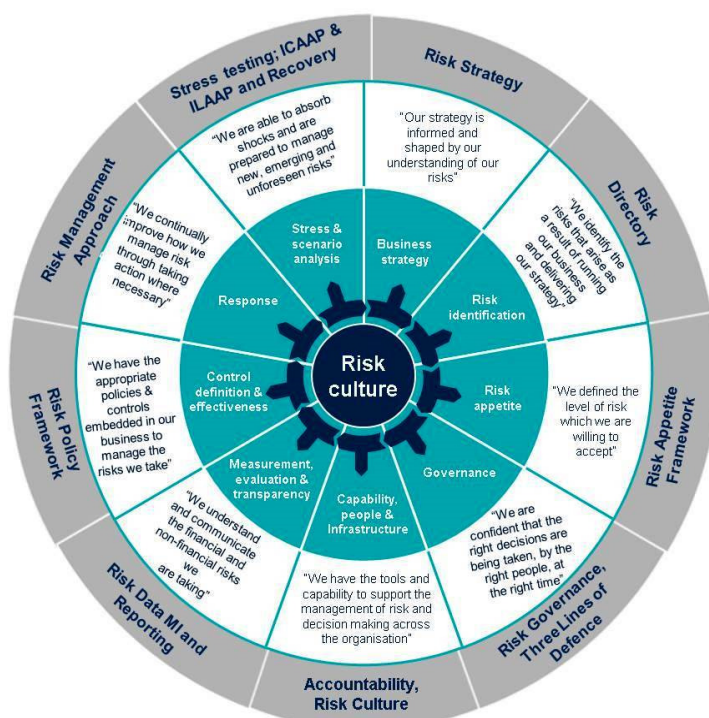 Stress testing; ICAAP &
ILAAP and Recovery
Risk Strategy
Risk
Directory
Risk Appetite
Framework
Risk Governance,
Three Lines of
Defence
Accountability,
Risk Culture
Risk Data MI and
Reporting
Risk Policy
Framework
Risk Management
Approach
"We are able to absorb
shocks and are
prepared to manage
new, emerging and
unforeseen risks"
"Our strategy is
informed and
shaped by our
understanding of our
risks"
"We identify the
risks that arise as
a result of running
our business
and delivering
our strategy"
"We defined the
level of risk
which we are
willing to
accept"
"We are
confident that the
right decisions are
being taken, by the
right people, at
the right time"
"We have the tools and
capability to support the
management of risk and
decision making across
the organisation"
"We understand
and communicate
the financial and
non-financial risks
we
are taking"
"We have the
appropriate
policies & 
controls
embedded in our
business to
manage the
risks we take"
"We continually
improve how we
manage risk
through taking
action where
necessary"
Stress &
scenario
analysis
Business
strategy
Risk
identification
Risk
appetite
Governance
Capability,
people &
Infrastructure
Measurement,
evaluation &
transparency
Control
definition &
effectiveness
Response
Risk
culture